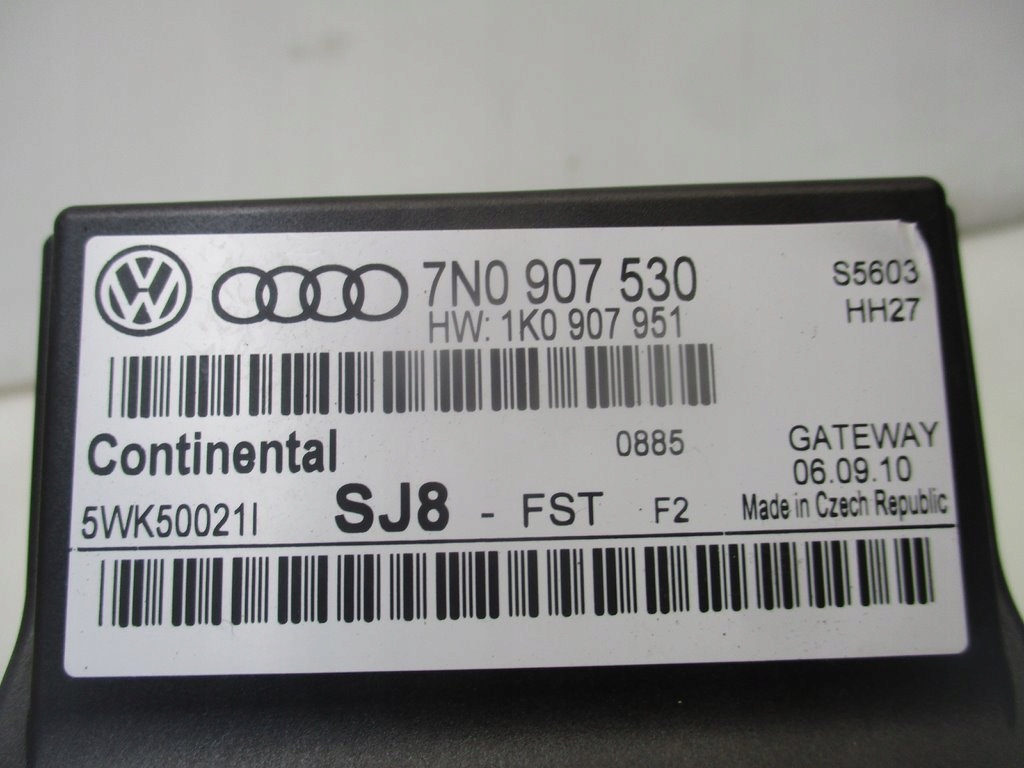 7N0 907 530
HW: 1K0 907 951
S5603
HH27
Continental
0885
GATEWAY
06.09.10
5WK50021I
SJ8 - FST F2
Made in Czech Republic